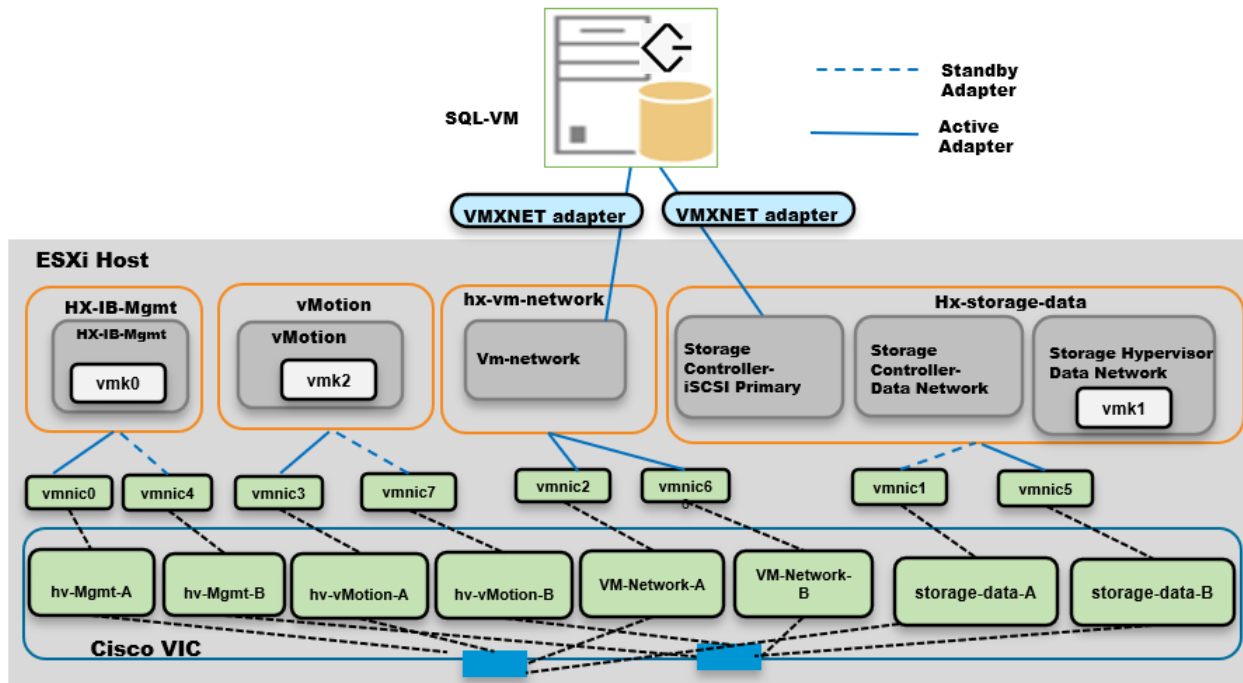 SQL-VM
Standby
Adapter
Active
Adapter
VMXNET adapter
VMXNET adapter
ESXi Host
HX-IB-Mgmt
HX-IB-Mgmt
vmk0
vMotion
vMotion
vmk2
hx-vm-network
Vm-network
Hx-storage-data
Storage
Controller-
iSCSI Primary
Storage
Controller-
Data Network
Storage Hypervisor
Data Network
vmk1
vmnic0
vmnic4
vmnic3
vmnic7
vmnic2
vmnic6
vmnic1
vmnic5
hv-Mgmt-A
hv-Mgmt-B
hv-vMotion-A
hv-vMotion-B
VM-Network-A
VM-Network-
B
storage-data-A
storage-data-B
Cisco VIC